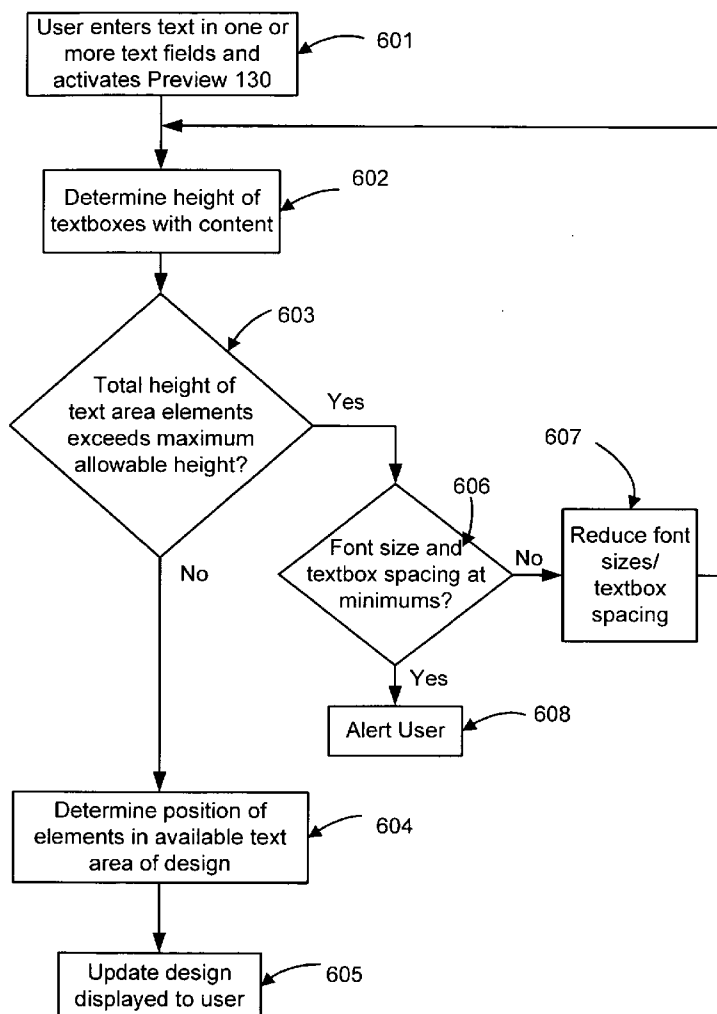 User enters text in one or
more text fields and
activates Preview 130
601
Determine height of
textboxes with content
602
603
Total height of
text area elements
exceeds maximum
allowable height?
Yes
No
606
Font size and
textbox spacing at
minimums?
No
Yes
607
Reduce font
sizes/
textbox
spacing
Alert User
608
Determine position of
elements in available text
area of design
604
Update design
displayed to user
605